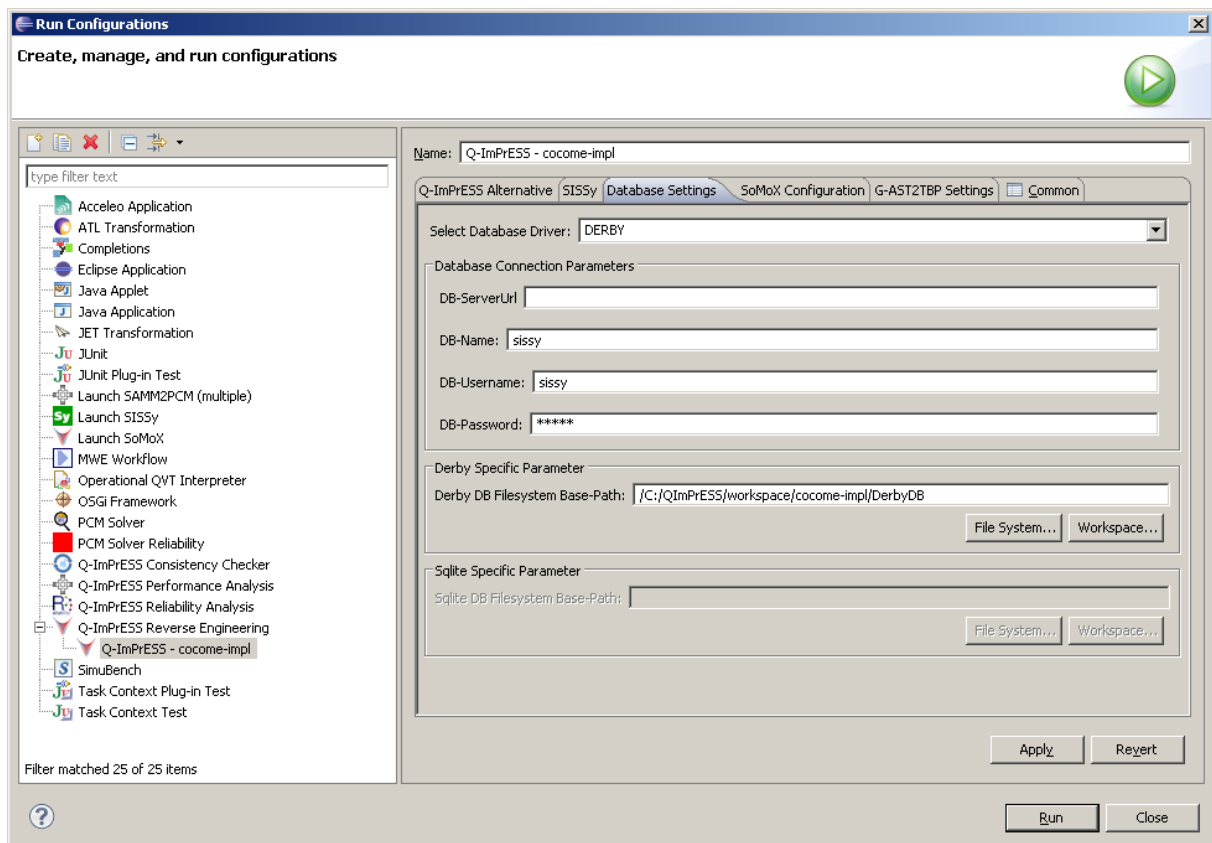 Run Configurations
Create, manage, and run configurations
type filter text
Acceleo Application
ATL Transformation
Completions
Eclipse Application
Java Applet
Java Application
JET Transformation
JUnit
JUnit Plug-in Test
Launch SAMM2PCM (multiple)
Launch SISSy
Launch SoMoX
MWE Workflow
Operational QVT Interpreter
OSGi Framework
PCM Solver
PCM Solver Reliability
Q-ImPrESS Consistency Checker
Q-ImPrESS Performance Analysis
Q-ImPrESS Reliability Analysis
Q-ImPrESS Reverse Engineering
Q-ImPrESS - cocome-impl
SimuBench
Task Context Plug-in Test
Task Context Test
Filter matched 25 of 25 items
Name: Q-ImPrESS - cocome-impl
Q-ImPrESS Alternative SISSy Database Settings SoMoX Configuration G-AST2TBP Settings Common
Select Database Driver: DERBY
Database Connection Parameters
DB-ServerUrl
DB-Name: sissy
DB-Username: sissy
DB-Password: *****
Derby Specific Parameter
Derby DB Filesystem Base-Path: /C:/QImPrESS/workspace/cocome-impl/DerbyDB
File System... Workspace...
Sqlite Specific Parameter
Sqlite DB Filesystem Base-Path:
File System... Workspace...
Apply Revert
Run Close